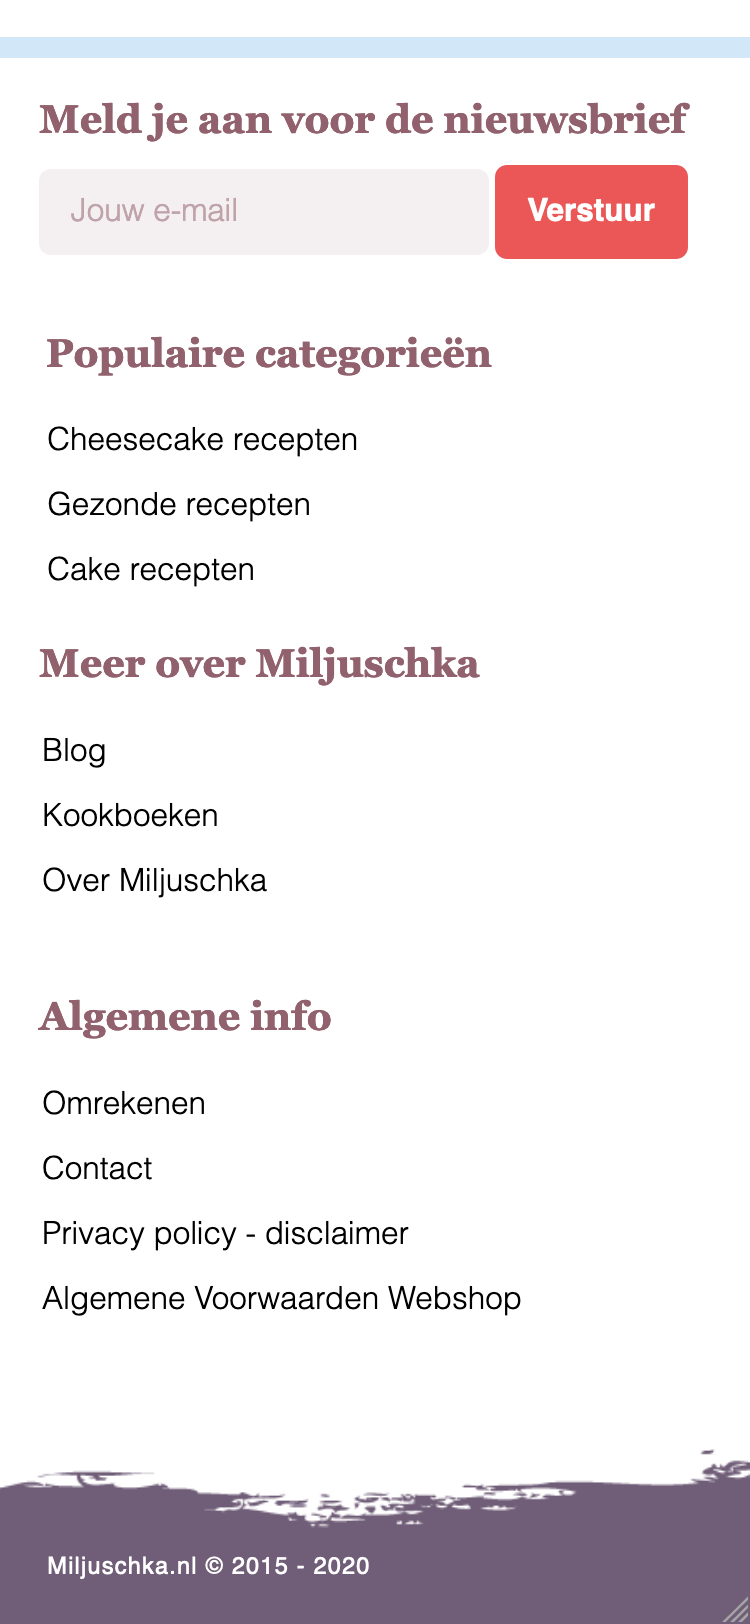 Meld je aan voor de nieuwsbrief
Jouw e-mail
Verstuur
Populaire categorieën
Cheesecake recepten
Gezonde recepten
Cake recepten
Meer over Miljuschka
Blog
Kookboeken
Over Miljuschka
Algemene info
Omrekenen
Contact
Privacy policy - disclaimer
Algemene Voorwaarden Webshop
Miljuschka.nl © 2015 - 2020